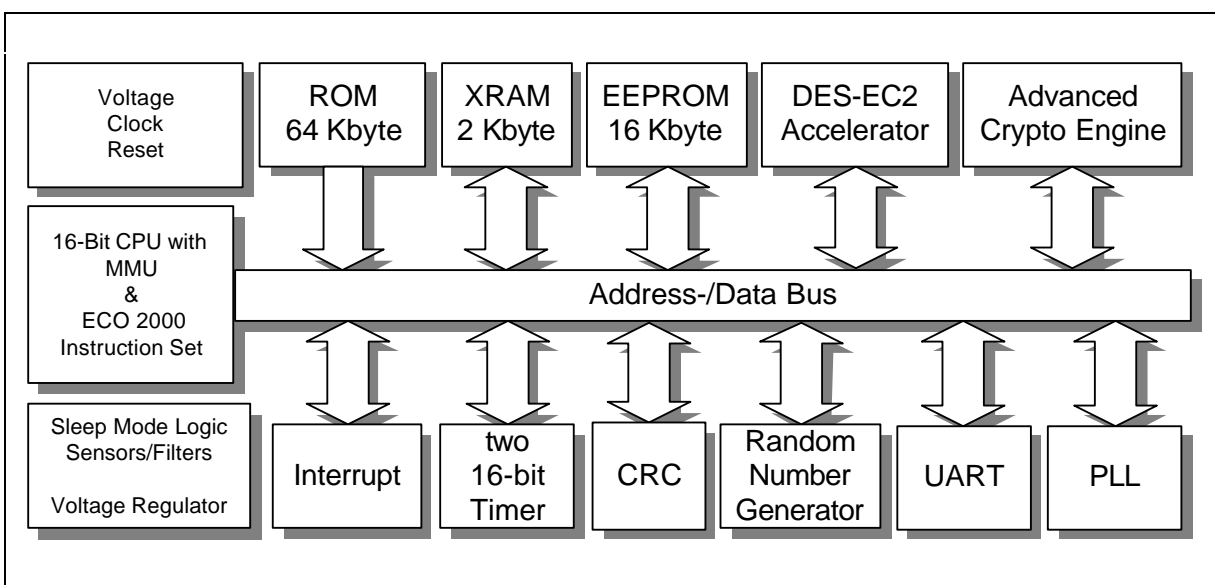 Voltage
Clock
Reset
ROM
64 Kbyte
XRAM
2 Kbyte
EEPROM
16 Kbyte
DES-EC2
Accelerator
Advanced
Crypto Engine
16-Bit CPU with
MMU
&
ECO 2000
Instruction Set
Address-/Data Bus
Sleep Mode Logic
Sensors/Filters
Voltage Regulator
Interrupt
two
16-bit
Timer
CRC
Random
Number
Generator
UART
PLL